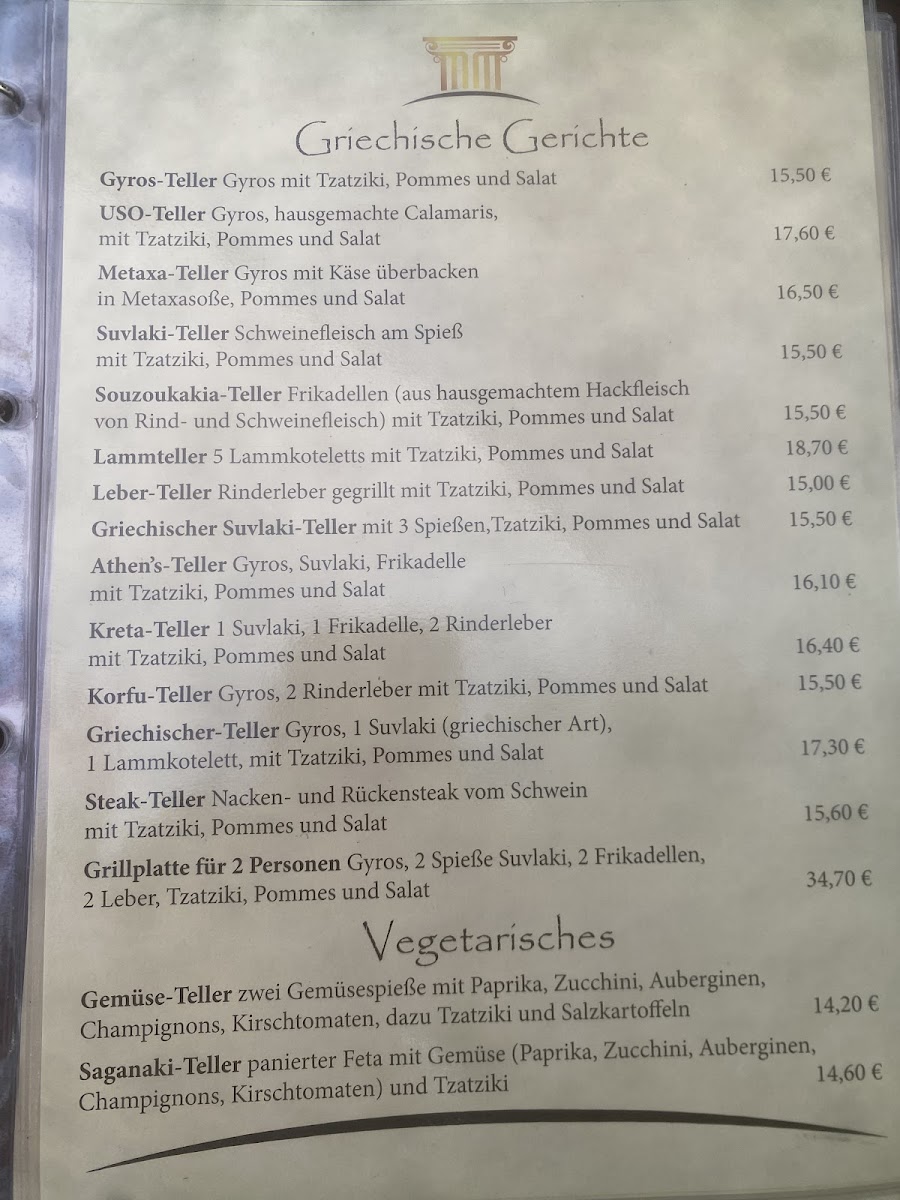 Griechische Gerichte
Gyros-Teller Gyros mit Tzatziki, Pommes und Salat 15,50 €
USO-Teller Gyros, hausgemachte Calamaris,
mit Tzatziki, Pommes und Salat 17,60 €
Metaxa-Teller Gyros mit Käse überbacken
in Metaxasoße, Pommes und Salat 16,50 €
Suvlaki-Teller Schweinefleisch am Spieß
mit Tzatziki, Pommes und Salat 15,50 €
Souzoukakia-Teller Frikadellen (aus hausgemachtem Hackfleisch
von Rind- und Schweinefleisch) mit Tzatziki, Pommes und Salat 15,50 €
Lammteller 5 Lammkoteletts mit Tzatziki, Pommes und Salat 18,70 €
Leber-Teller Rinderleber gegrillt mit Tzatziki, Pommes und Salat 15,00 €
Griechischer Suvlaki-Teller mit 3 Spießen,Tzatziki, Pommes und Salat 15,50 €
Athen's-Teller Gyros, Suvlaki, Frikadelle
mit Tzatziki, Pommes und Salat 16,10 €
Kreta-Teller 1 Suvlaki, 1 Frikadelle, 2 Rinderleber
mit Tzatziki, Pommes und Salat 16,40 €
Korfu-Teller Gyros, 2 Rinderleber mit Tzatziki, Pommes und Salat 15,50 €
Griechischer-Teller Gyros, 1 Suvlaki (griechischer Art),
1 Lammkotelett, mit Tzatziki, Pommes und Salat 17,30 €
Steak-Teller Nacken- und Rückensteak vom Schwein
mit Tzatziki, Pommes und Salat 15,60 €
Grillplatte für 2 Personen Gyros, 2 Spieße Suvlaki, 2 Frikadellen,
2 Leber, Tzatziki, Pommes und Salat 34,70 €
Vegetarisches
Gemüse-Teller zwei Gemüsespieße mit Paprika, Zucchini, Auberginen,
Champignons, Kirschtomaten, dazu Tzatziki und Salzkartoffeln 14,20 €
Saganaki-Teller panierter Feta mit Gemüse (Paprika, Zucchini, Auberginen,
Champignons, Kirschtomaten) und Tzatziki 14,60 €